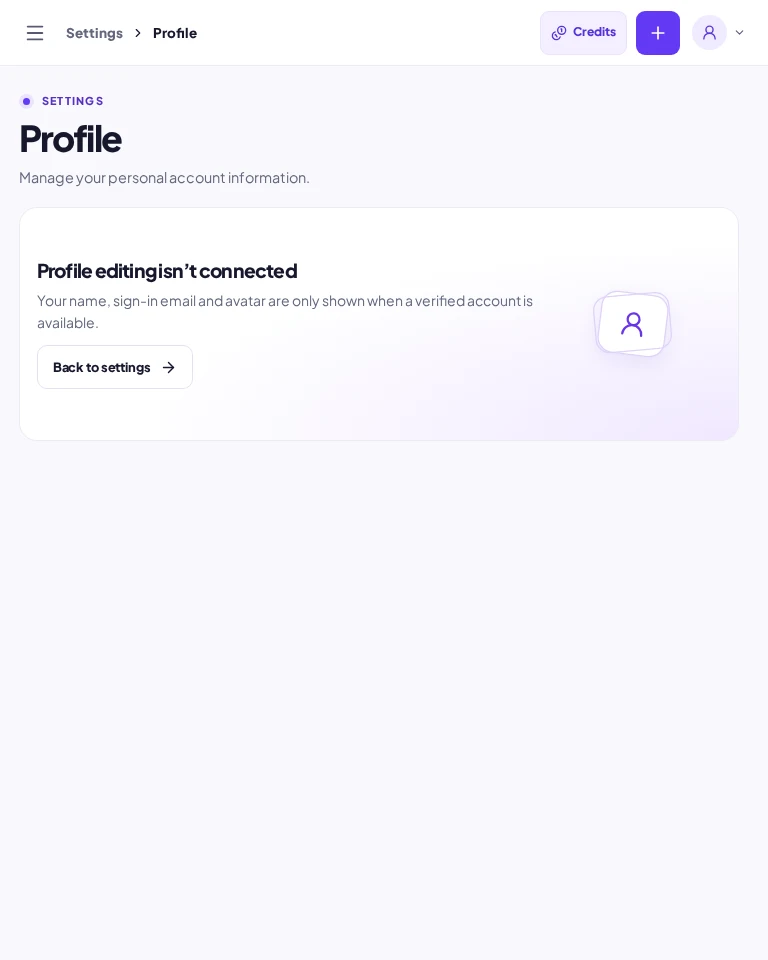 Settings > Profile
Credits
SETTINGS
Profile
Manage your personal account information.
Profile editing isn’t connected
Your name, sign-in email and avatar are only shown when a verified account is
available.
Back to settings